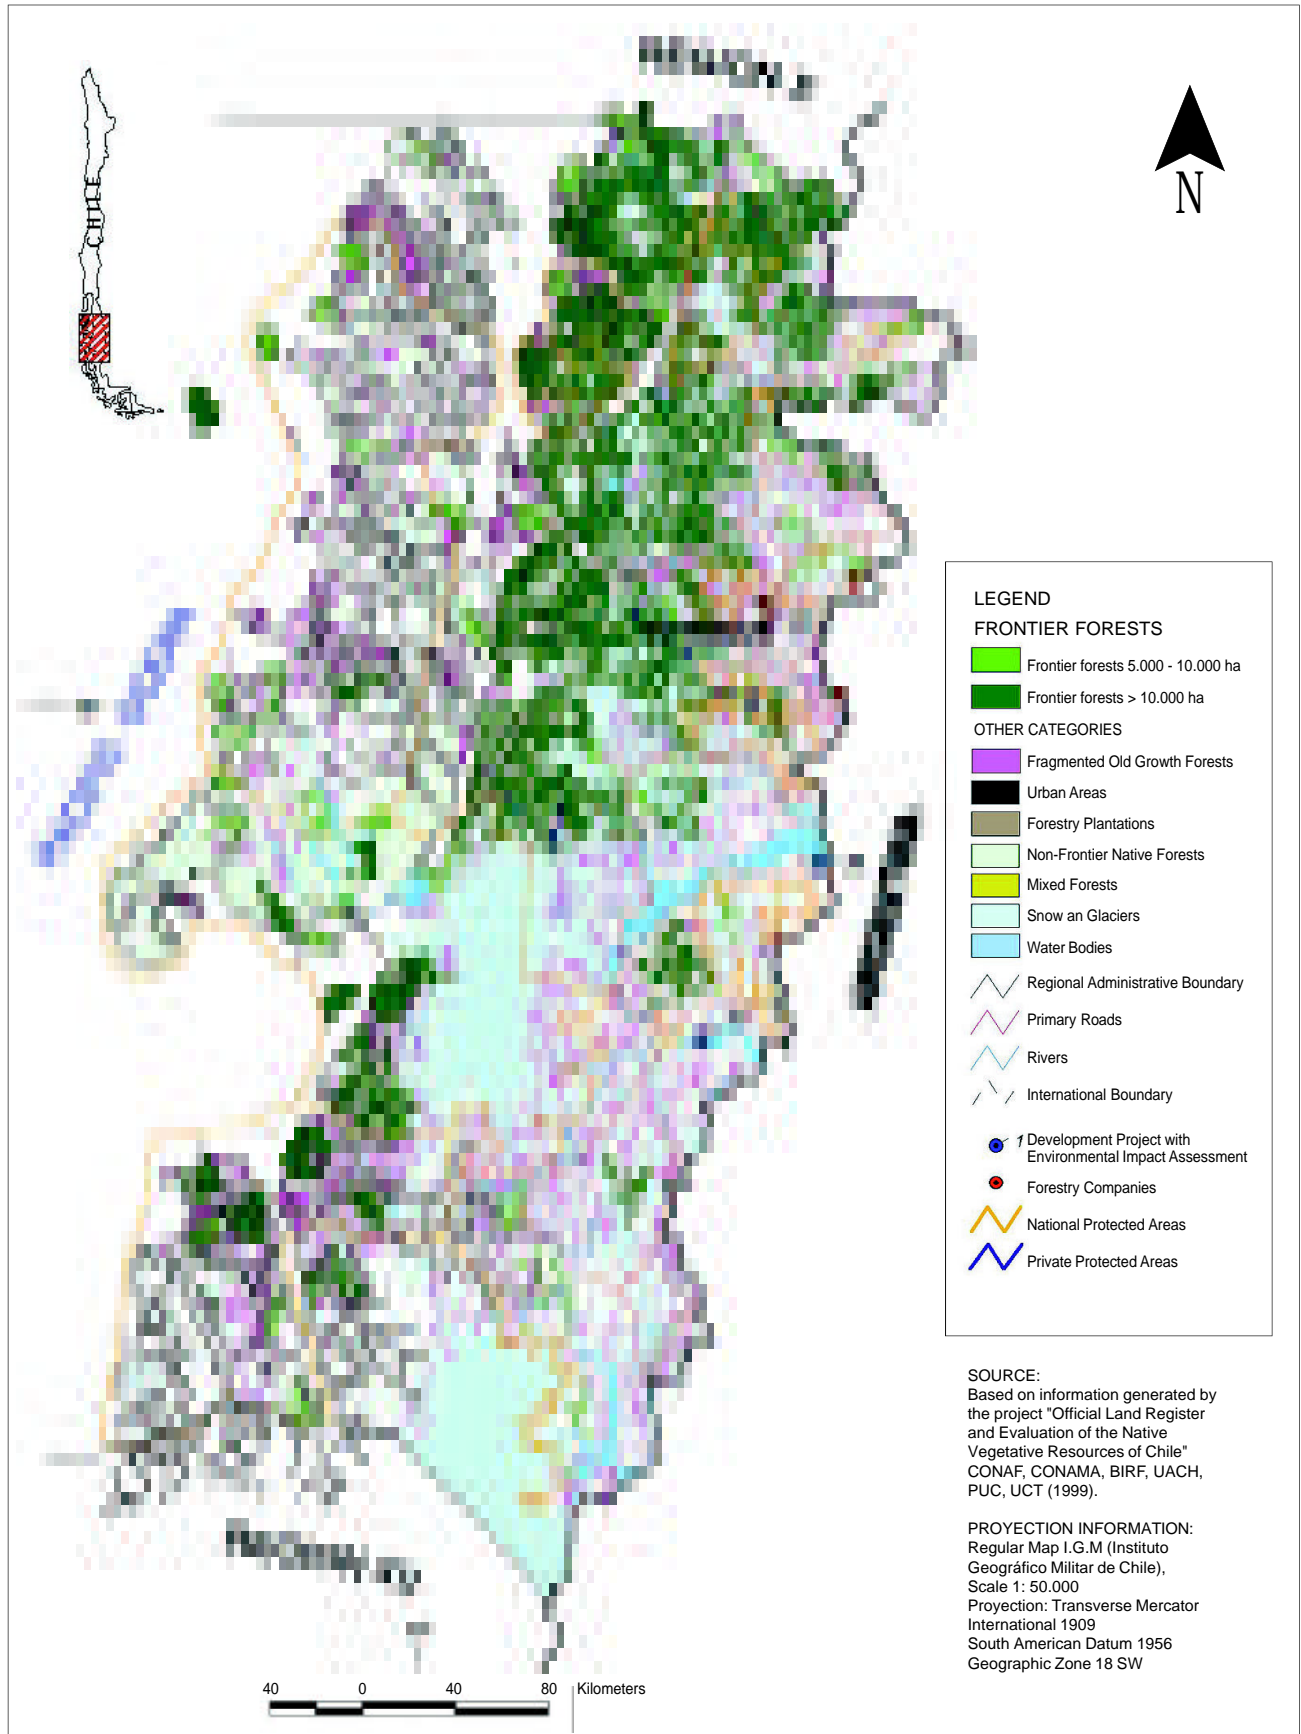 CHILE
N
LEGEND
FRONTIER FORESTS
Frontier forests 5.000 - 10.000 ha
Frontier forests > 10.000 ha
OTHER CATEGORIES
Fragmented Old Growth Forests
Urban Areas
Forestry Plantations
Non-Frontier Native Forests
Mixed Forests
Snow an Glaciers
Water Bodies
Regional Administrative Boundary
Primary Roads
Rivers
International Boundary
1 Development Project with
Environmental Impact Assessment
Forestry Companies
National Protected Areas
Private Protected Areas
SOURCE:
Based on information generated by
the project "Official Land Register
and Evaluation of the Native
Vegetative Resources of Chile"
CONAF, CONAMA, BIRF, UACH,
PUC, UCT (1999).
PROYECTION INFORMATION:
Regular Map I.G.M (Instituto
Geográfico Militar de Chile),
Scale 1: 50.000
Proyection: Transverse Mercator
International 1909
South American Datum 1956
Geographic Zone 18 SW
40 0 40 80 Kilometers